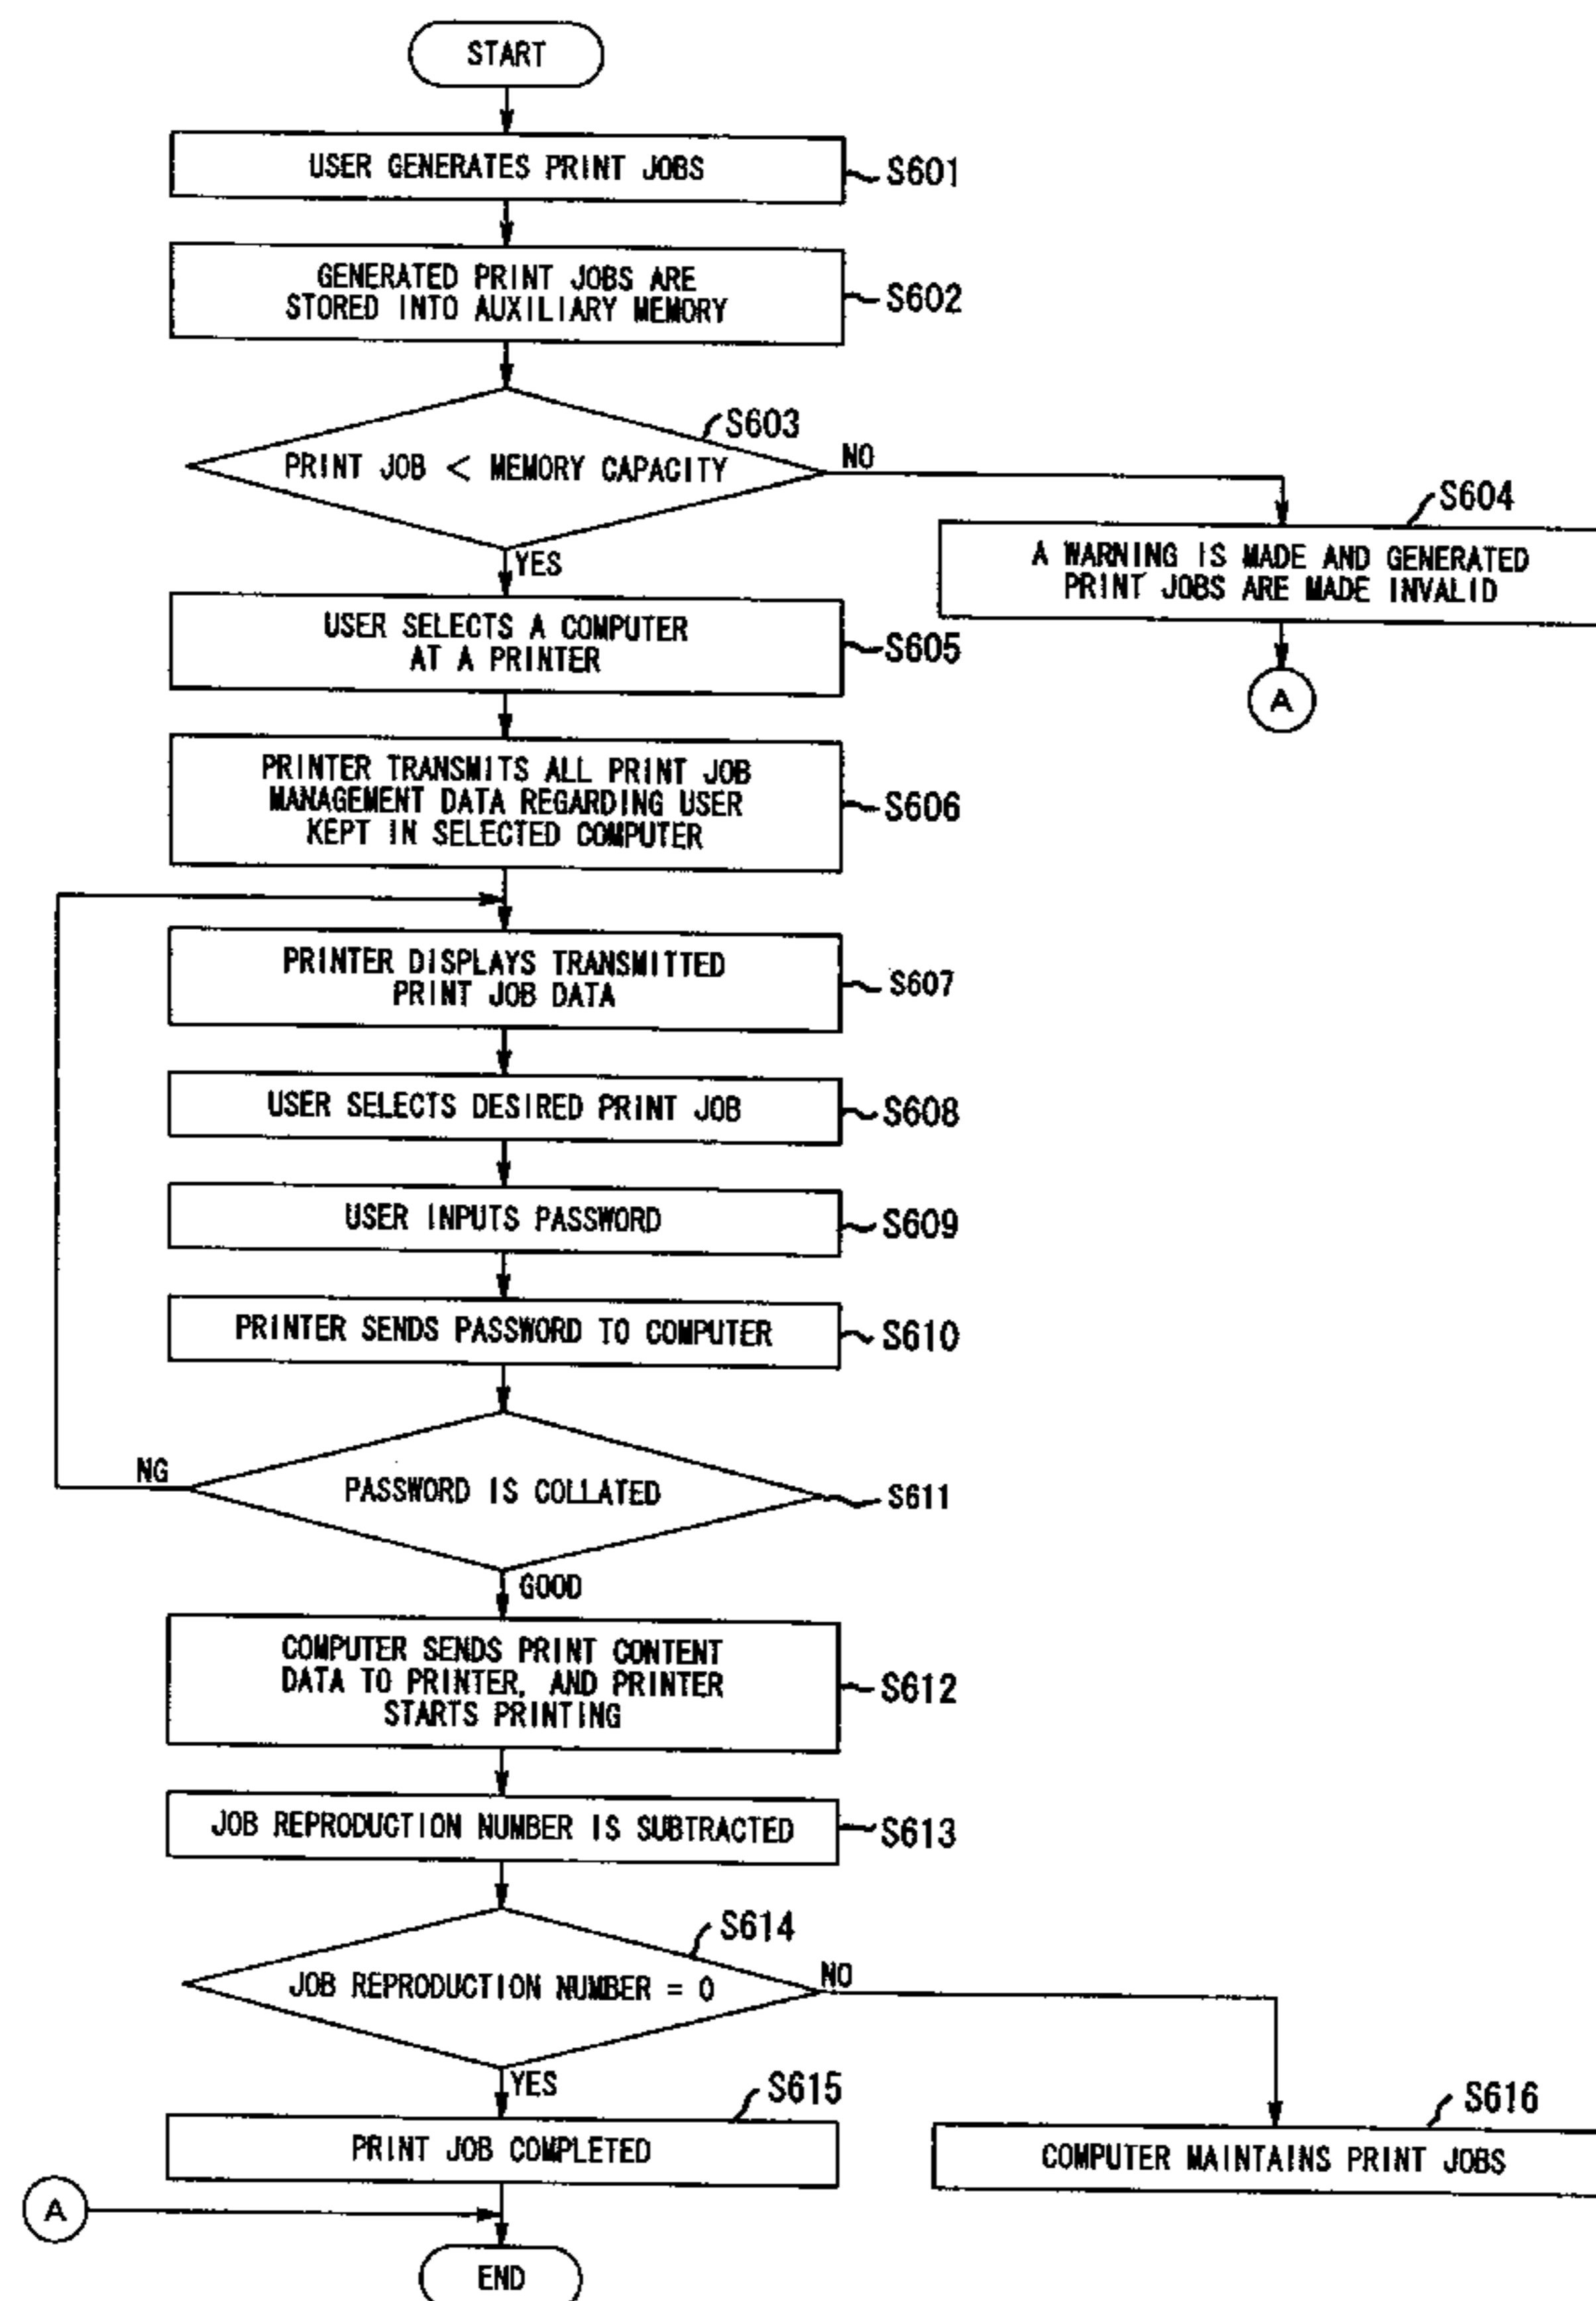 START
USER GENERATES PRINT JOBS
S601
GENERATED PRINT JOBS ARE
STORED INTO AUXILIARY MEMORY
S602
S603
PRINT JOB < MEMORY CAPACITY
NO
YES
S604
A WARNING IS MADE AND GENERATED
PRINT JOBS ARE MADE INVALID
A
USER SELECTS A COMPUTER
AT A PRINTER
S605
PRINTER TRANSMITS ALL PRINT JOB
MANAGEMENT DATA REGARDING USER
KEPT IN SELECTED COMPUTER
S606
PRINTER DISPLAYS TRANSMITTED
PRINT JOB DATA
S607
USER SELECTS DESIRED PRINT JOB
S608
USER INPUTS PASSWORD
S609
PRINTER SENDS PASSWORD TO COMPUTER
S610
NG
PASSWORD IS COLLATED
S611
GOOD
COMPUTER SENDS PRINT CONTENT
DATA TO PRINTER, AND PRINTER
STARTS PRINTING
S612
JOB REPRODUCTION NUMBER IS SUBTRACTED
S613
S614
JOB REPRODUCTION NUMBER = 0
NO
YES
S615
PRINT JOB COMPLETED
S616
COMPUTER MAINTAINS PRINT JOBS
A
END